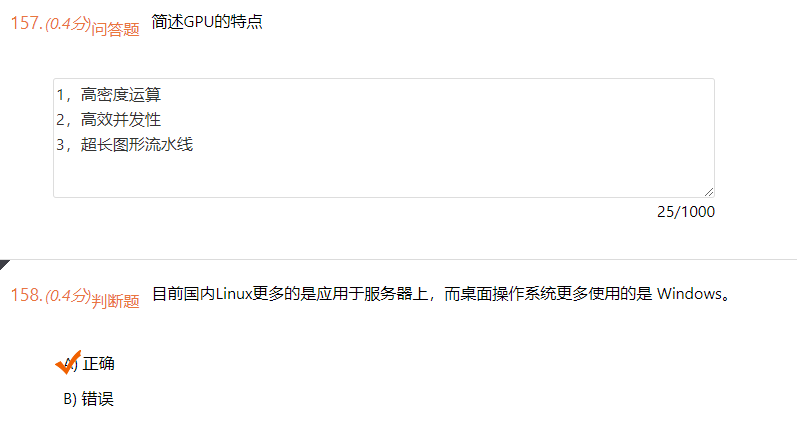 157.(0.4分)问答题 简述GPU的特点
1，高密度运算
2，高效并发性
3，超长图形流水线
25/1000
158.(0.4分)判断题 目前国内Linux更多的是应用于服务器上，而桌面操作系统更多使用的是 Windows。
A) 正确
B) 错误